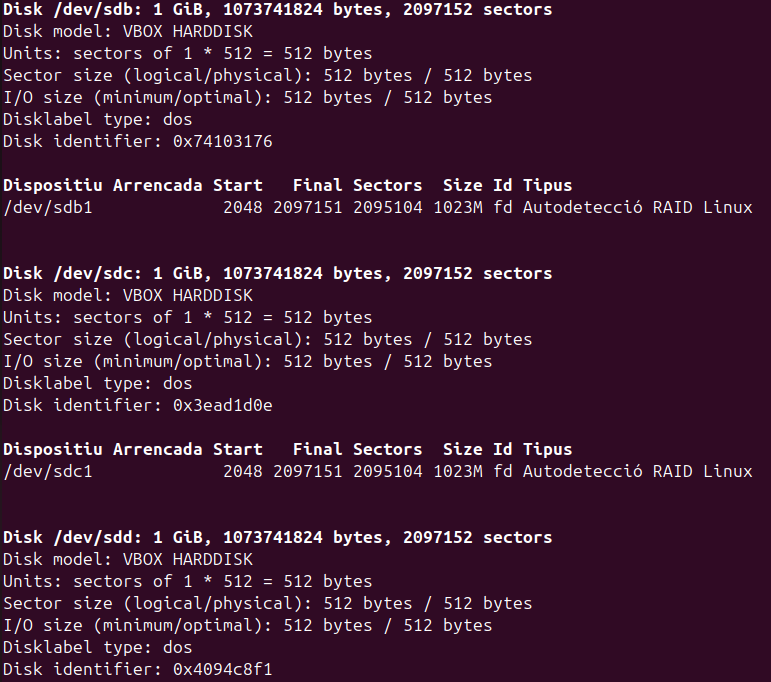 Disk /dev/sdb: 1 GiB, 1073741824 bytes, 2097152 sectors
Disk model: VBOX HARDDISK
Units: sectors of 1 * 512 = 512 bytes
Sector size (logical/physical): 512 bytes / 512 bytes
I/O size (minimum/optimal): 512 bytes / 512 bytes
Disklabel type: dos
Disk identifier: 0x74103176
Dispositiu Arrencada Start   Final Sectors  Size Id Tipus
/dev/sdb1             2048 2097151 2095104 1023M fd Autodetecció RAID Linux
Disk /dev/sdc: 1 GiB, 1073741824 bytes, 2097152 sectors
Disk model: VBOX HARDDISK
Units: sectors of 1 * 512 = 512 bytes
Sector size (logical/physical): 512 bytes / 512 bytes
I/O size (minimum/optimal): 512 bytes / 512 bytes
Disklabel type: dos
Disk identifier: 0x3ead1d0e
Dispositiu Arrencada Start   Final Sectors  Size Id Tipus
/dev/sdc1             2048 2097151 2095104 1023M fd Autodetecció RAID Linux
Disk /dev/sdd: 1 GiB, 1073741824 bytes, 2097152 sectors
Disk model: VBOX HARDDISK
Units: sectors of 1 * 512 = 512 bytes
Sector size (logical/physical): 512 bytes / 512 bytes
I/O size (minimum/optimal): 512 bytes / 512 bytes
Disklabel type: dos
Disk identifier: 0x4094c8f1